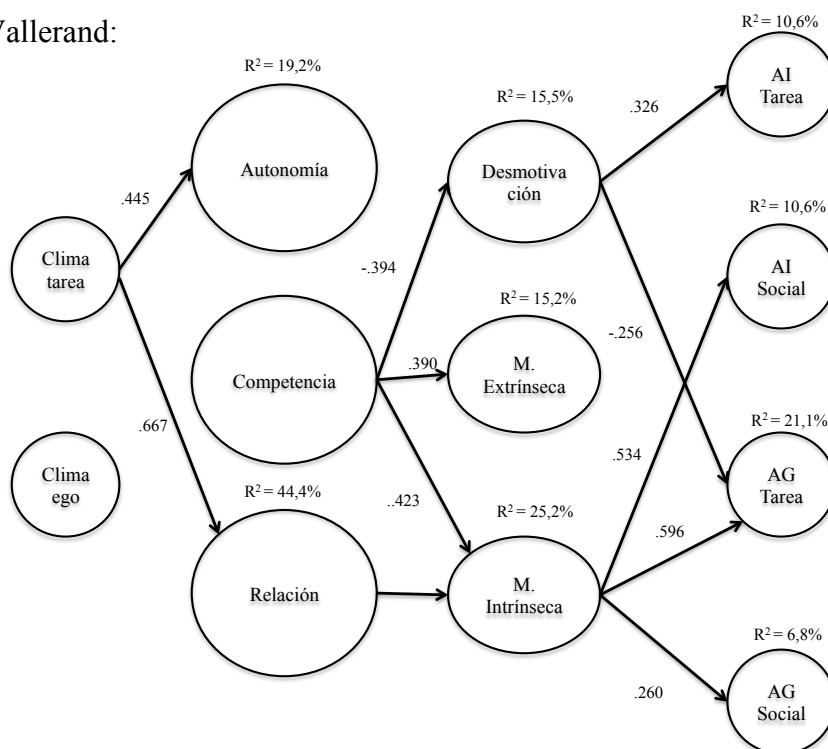 Vallerand:
R² = 10,6%
AI
Tarea
R² = 19,2%
Autonomía
R² = 15,5%
Desmotiva
ción
.326
.445
Clima
tarea
-.394
R² = 10,6%
AI
Social
R² = 15,2%
M.
Extrínseca
.390
-.256
Competencia
.667
Clima
ego
R² = 44,4%
Relación
..423
R² = 25,2%
M.
Intrínseca
.534
R² = 21,1%
AG
Tarea
.596
R² = 6,8%
AG
Social
.260